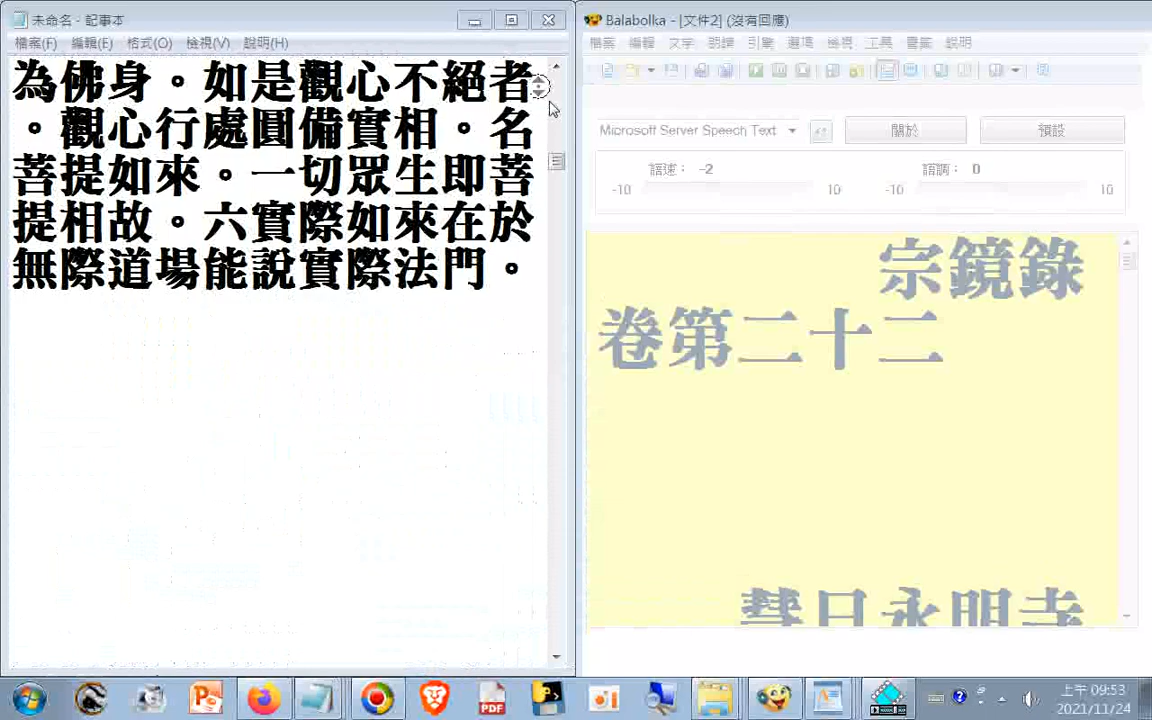 未命名 - 記事本
檔案(F) 編輯(E) 格式(O) 檢視(V) 說明(H)
為佛身。如是觀心不絕者
。觀心行處圓備實相。名
菩提如來。一切眾生即菩
提相故。六實際如來在於
無際道場能說實際法門。
Balabolka - [文件2] (沒有回應)
檔案 編輯 文字 朗讀 引擎 選項 檢視 工具 書籤 說明
Microsoft Server Speech Text
關於
預設
語速： -2
語調： 0
-10 10 -10 10
宗鏡錄
卷第二十二
彗日永明寺
PDF
上午 09:53
2021/11/24